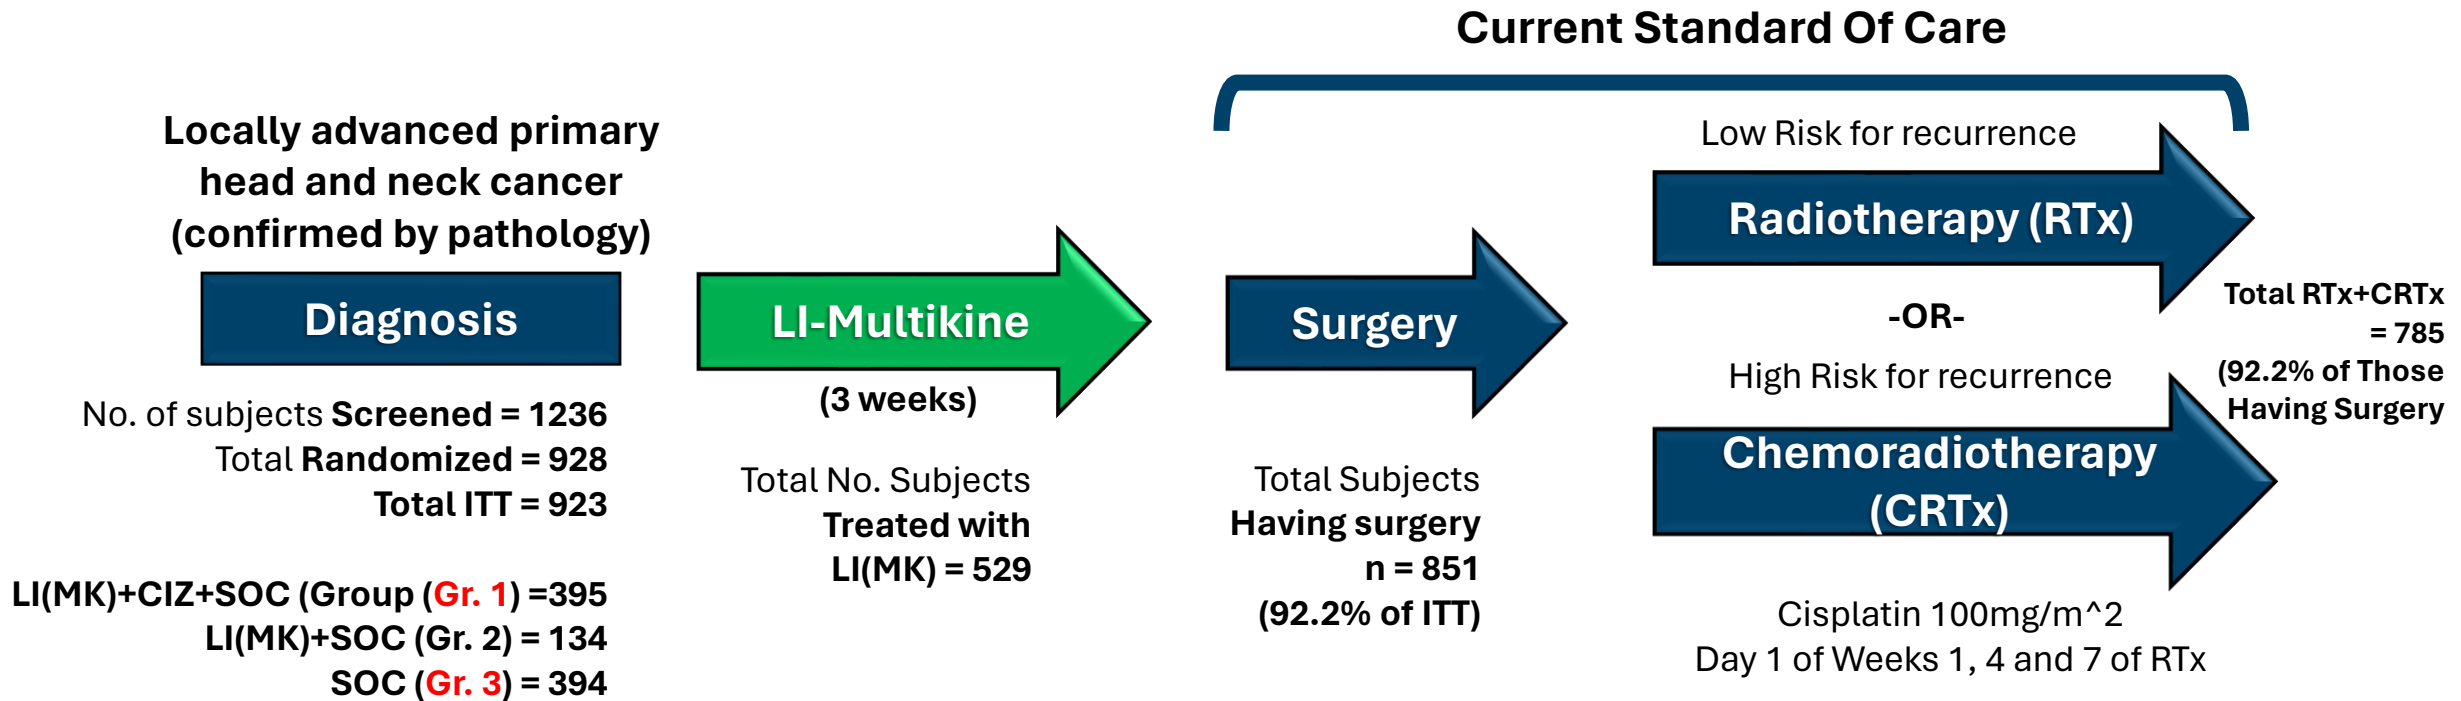 Current Standard Of Care
Locally advanced primary
head and neck cancer
(confirmed by pathology)
Diagnosis
No. of subjects Screened = 1236
Total Randomized = 928
Total ITT = 923
LI(MK)+CIZ+SOC (Group (Gr. 1) =395
LI(MK)+SOC (Gr. 2) = 134
SOC (Gr. 3) = 394
LI-Multikine
(3 weeks)
Total No. Subjects
Treated with
LI(MK) = 529
Surgery
Total Subjects
Having surgery
n = 851
(92.2% of ITT)
Low Risk for recurrence
Radiotherapy (RTx)
-OR-
High Risk for recurrence
Chemoradiotherapy
(CRTx)
Cisplatin 100mg/m^2
Day 1 of Weeks 1, 4 and 7 of RTx
Total RTx+CRTx
= 785
(92.2% of Those
Having Surgery